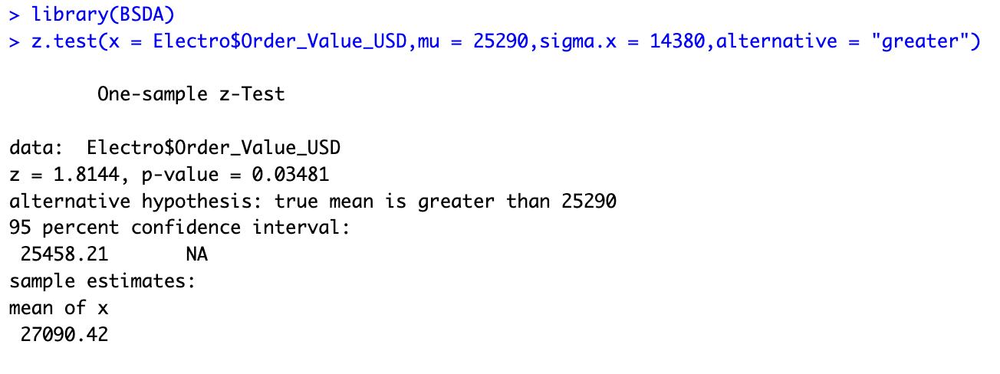 > library(BSDA)
> z.test(x = Electro$Order_Value_USD,mu = 25290,sigma.x = 14380,alternative = "greater")
One-sample z-Test
data:  Electro$Order_Value_USD
z = 1.8144, p-value = 0.03481
alternative hypothesis: true mean is greater than 25290
95 percent confidence interval:
25458.21       NA
sample estimates:
mean of x
27090.42